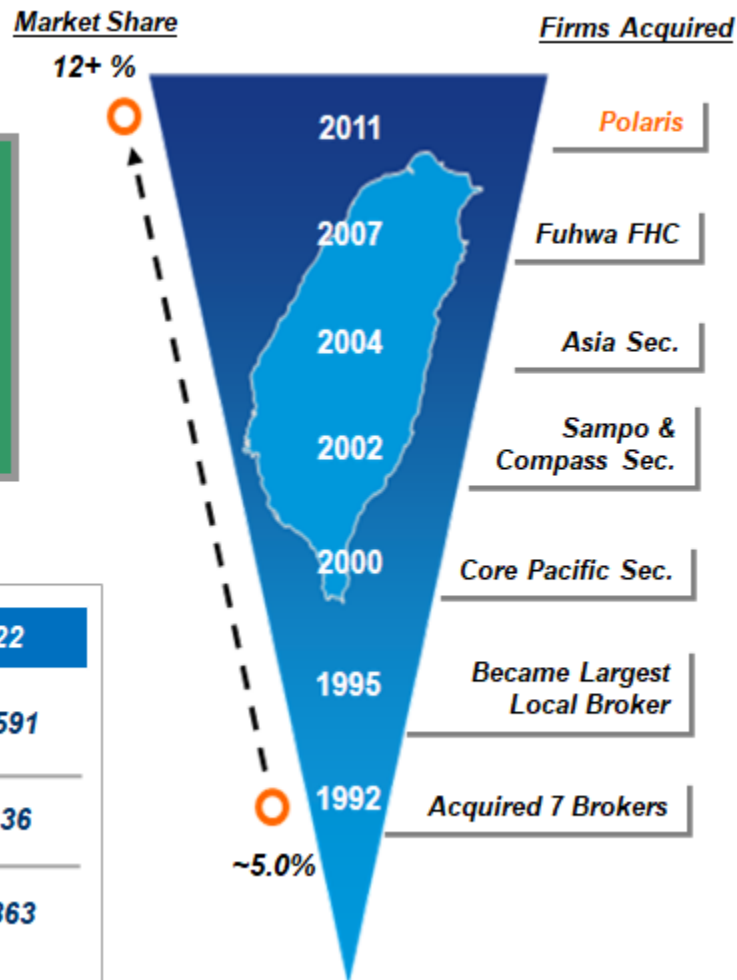 Market Share
Firms Acquired
12+ %
2011
Polaris
2007
Fuhwa FHC
2004
Asia Sec.
2002
Sampo &
Compass Sec.
2000
Core Pacific Sec.
22
591
1995
Became Largest
Local Broker
36
1992
Acquired 7 Brokers
~5.0%
363